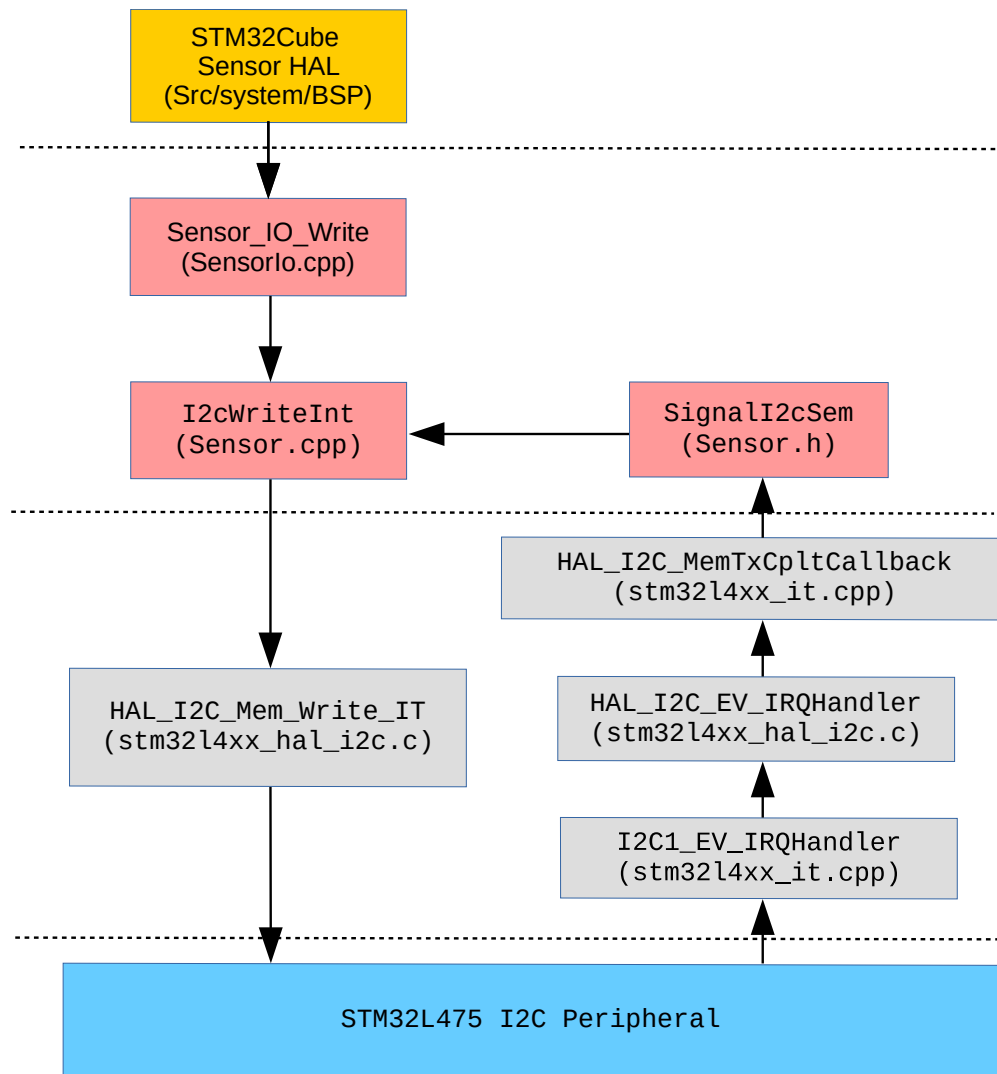 STM32Cube
Sensor HAL
(Src/system/BSP)
Sensor_IO_Write
(SensorIo.cpp)
I2cWriteInt
(Sensor.cpp)
SignalI2cSem
(Sensor.h)
HAL_I2C_MemTxCpltCallback
(stm32l4xx_it.cpp)
HAL_I2C_Mem_Write_IT
(stm32l4xx_hal_i2c.c)
HAL_I2C_EV_IRQHandler
(stm32l4xx_hal_i2c.c)
I2C1_EV_IRQHandler
(stm32l4xx_it.cpp)
STM32L475 I2C Peripheral